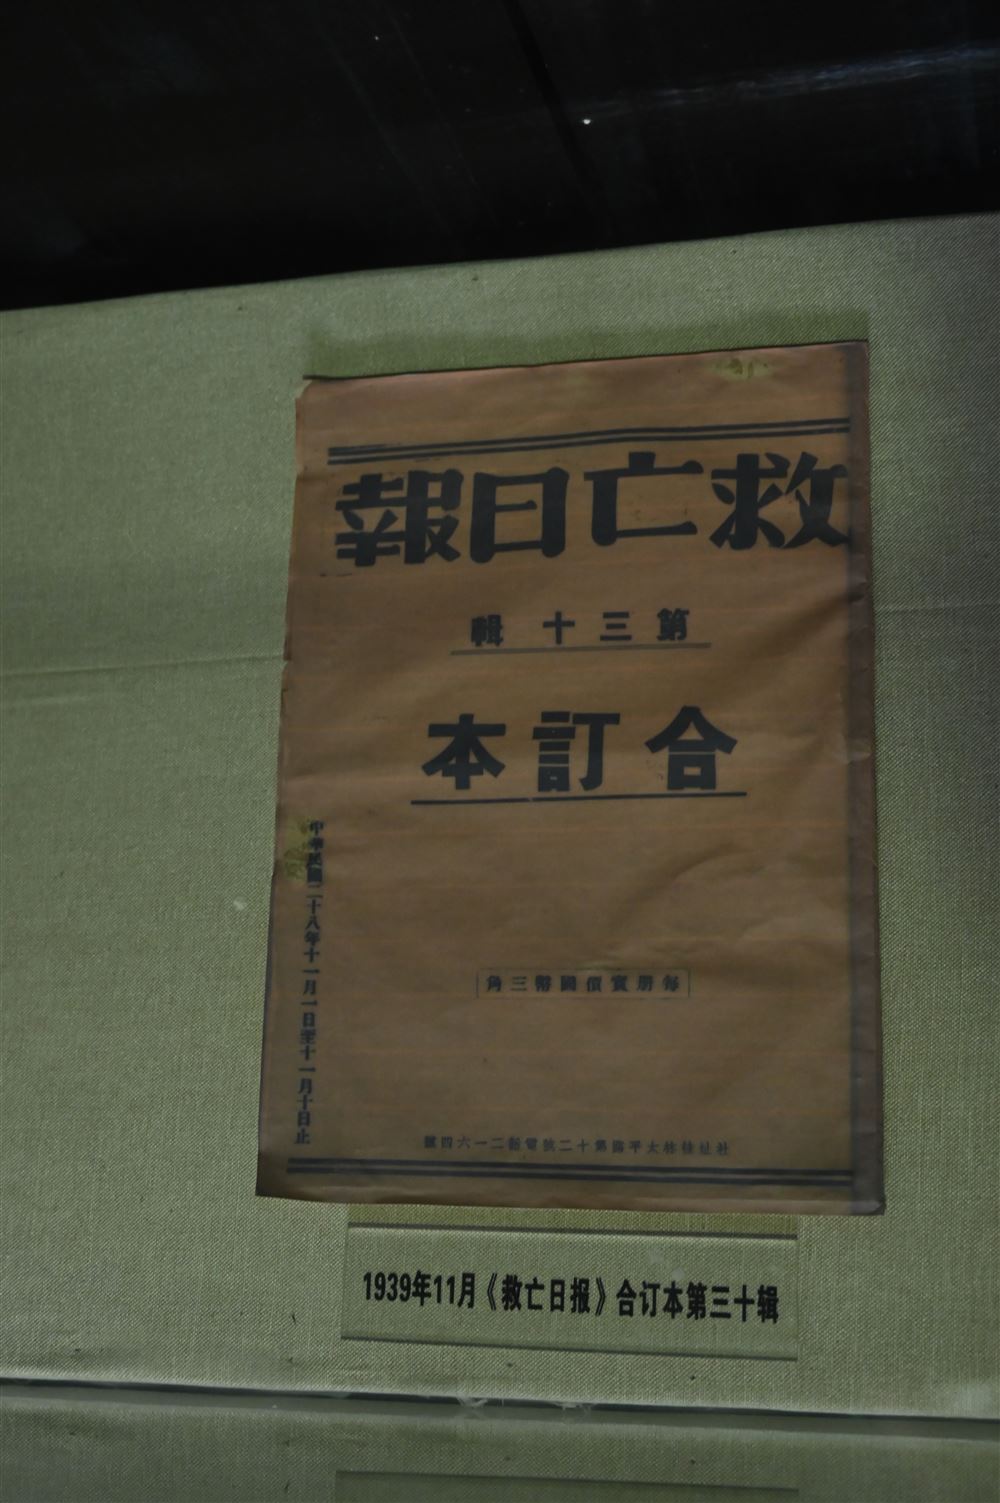 救亡日報
第三十輯
合訂本
中華民國二十八年十一月一日至十一月十日止
每册實價國幣三角
社址桂林太平路第十二號電話二一六四號
1939年11月《救亡日报》合订本第三十辑